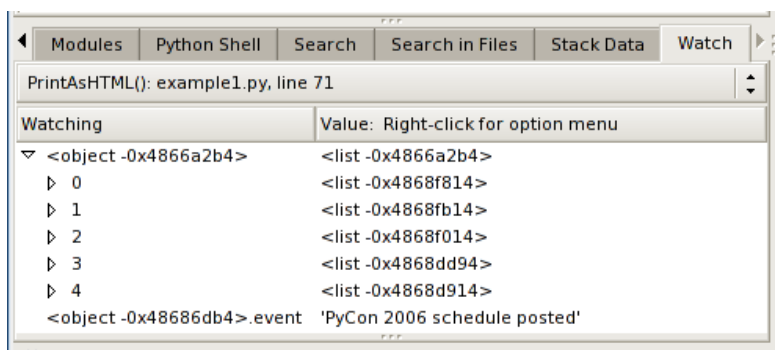 Modules Python Shell Search Search in Files Stack Data Watch
PrintAsHTML(): example1.py, line 71
Watching Value: Right-click for option menu
<object -0x4866a2b4> <list -0x4866a2b4>
0 <list -0x4868f814>
1 <list -0x4868fb14>
2 <list -0x4868f014>
3 <list -0x4868dd94>
4 <list -0x4868d914>
<object -0x48686db4>.event 'PyCon 2006 schedule posted'